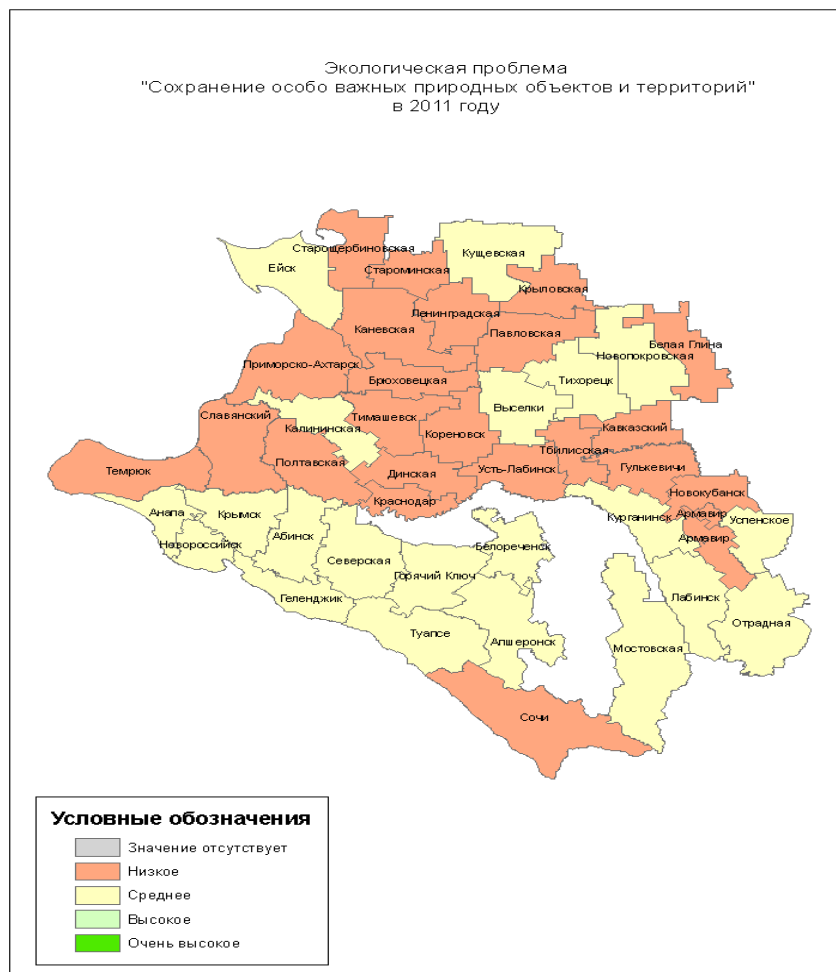 Экологическая проблема
"Сохранение особо важных природных объектов и территорий"
в 2011 году
Старощербиновская
Кущевская
Ейск
Староминская
Крыловская
Ленинградская
Каневская
Павловская
Белая Глина
Новопокровская
Приморско-Ахтарск
Брюховецкая
Тихорецк
Выселки
Славянский
Тимашевск
Калининская
Кореновск
Кавказский
Тбилисская
Полтавская
Динская
Усть-Лабинск
Гулькевичи
Темрюк
Краснодар
Новокубанск
Анапа
Крымск
Курганинск
Армавир
Успенское
Абинск
Новороссийск
Армавир
Белореченск
Северская
Горячий Ключ
Геленджик
Лабинск
Отрадная
Туапсе
Апшеронск
Мостовская
Сочи
Условные обозначения
Значение отсутствует
Низкое
Среднее
Высокое
Очень высокое